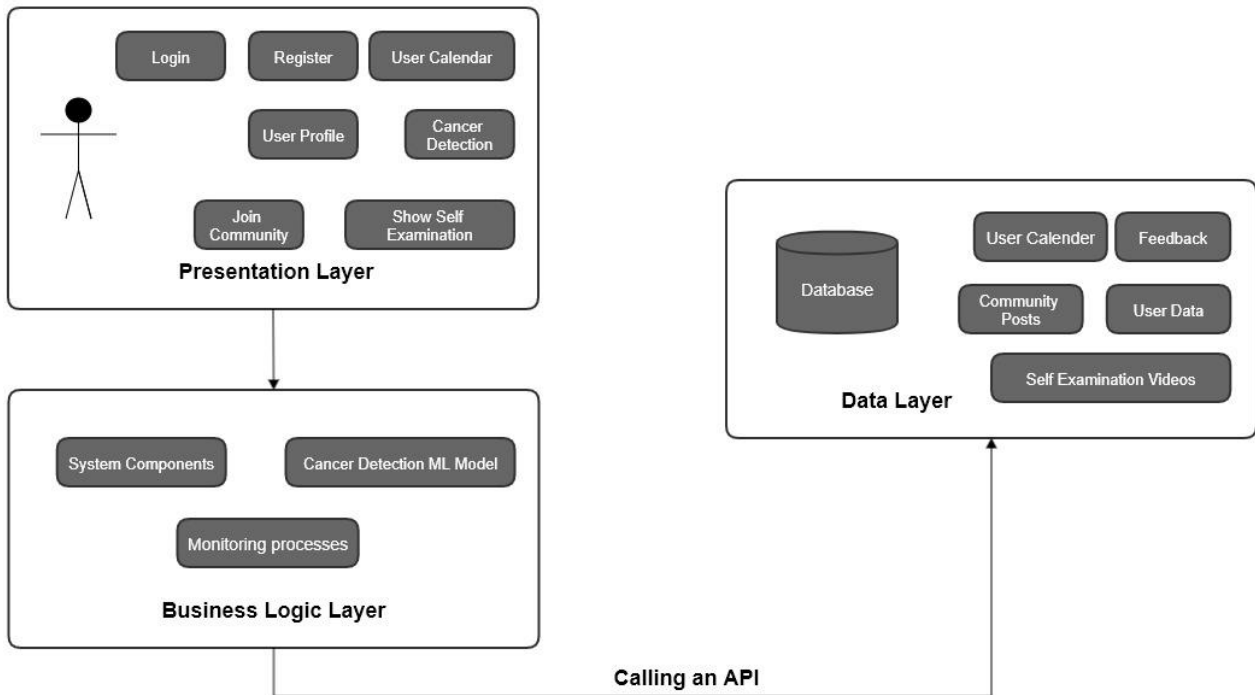 Login
Register
User Calendar
User Profile
Cancer
Detection
Join
Community
Show Self
Examination
Presentation Layer
System Components
Cancer Detection ML Model
Monitoring processes
Business Logic Layer
Calling an API
Database
User Calender
Feedback
Community
Posts
User Data
Self Examination Videos
Data Layer